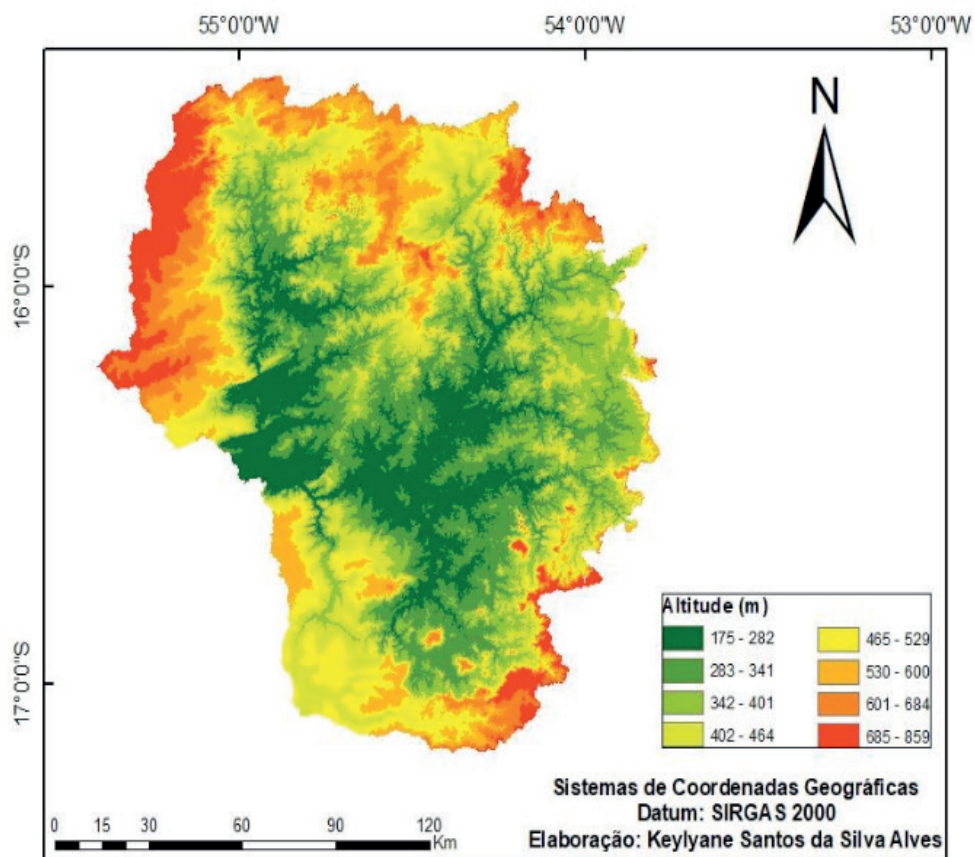 55°0'0"W 54°0'0"W 53°0'0"W
N
16°0'0"S
17°0'0"S
Altitude (m)
175 - 282 465 - 529
283 - 341 530 - 600
342 - 401 601 - 684
402 - 464 685 - 859
Sistemas de Coordenadas Geográficas
Datum: SIRGAS 2000
Elaboração: Keylyane Santos da Silva Alves
0 15 30 60 90 120
Km